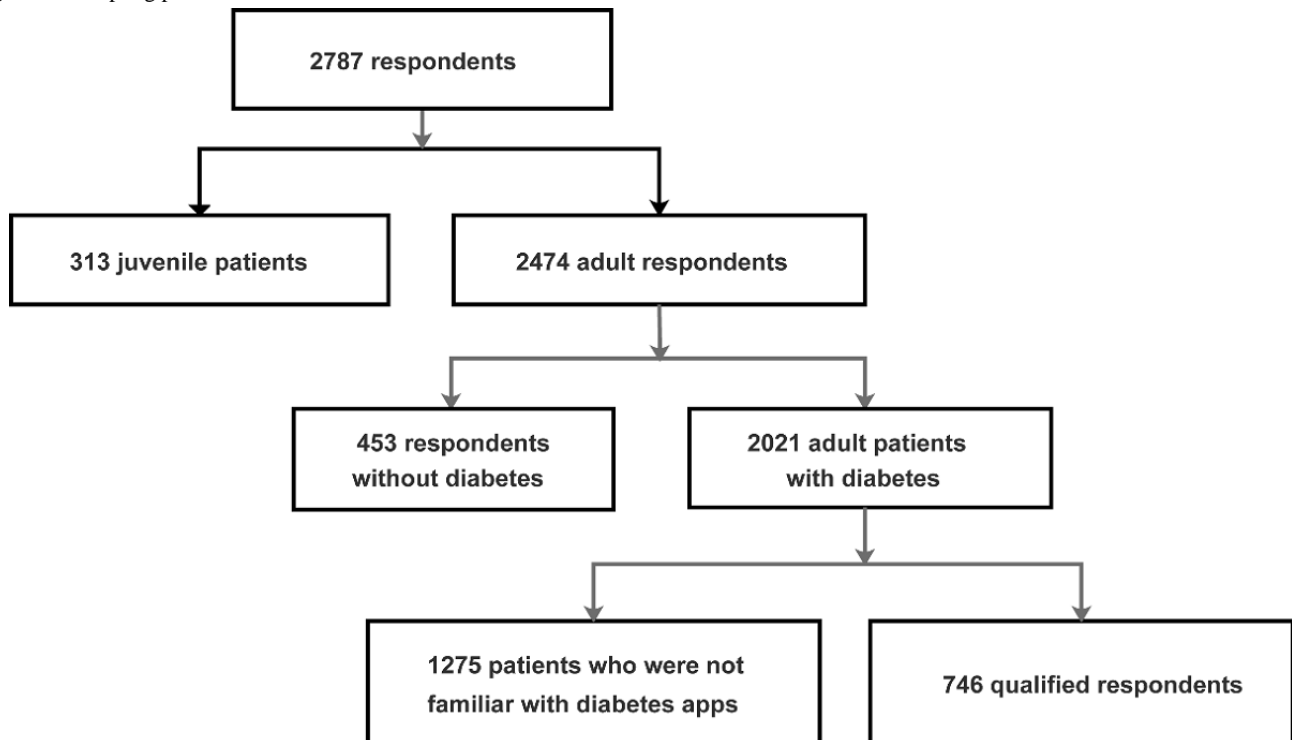 2787 respondents
313 juvenile patients
2474 adult respondents
453 respondents
without diabetes
2021 adult patients
with diabetes
1275 patients who were not
familiar with diabetes apps
746 qualified respondents